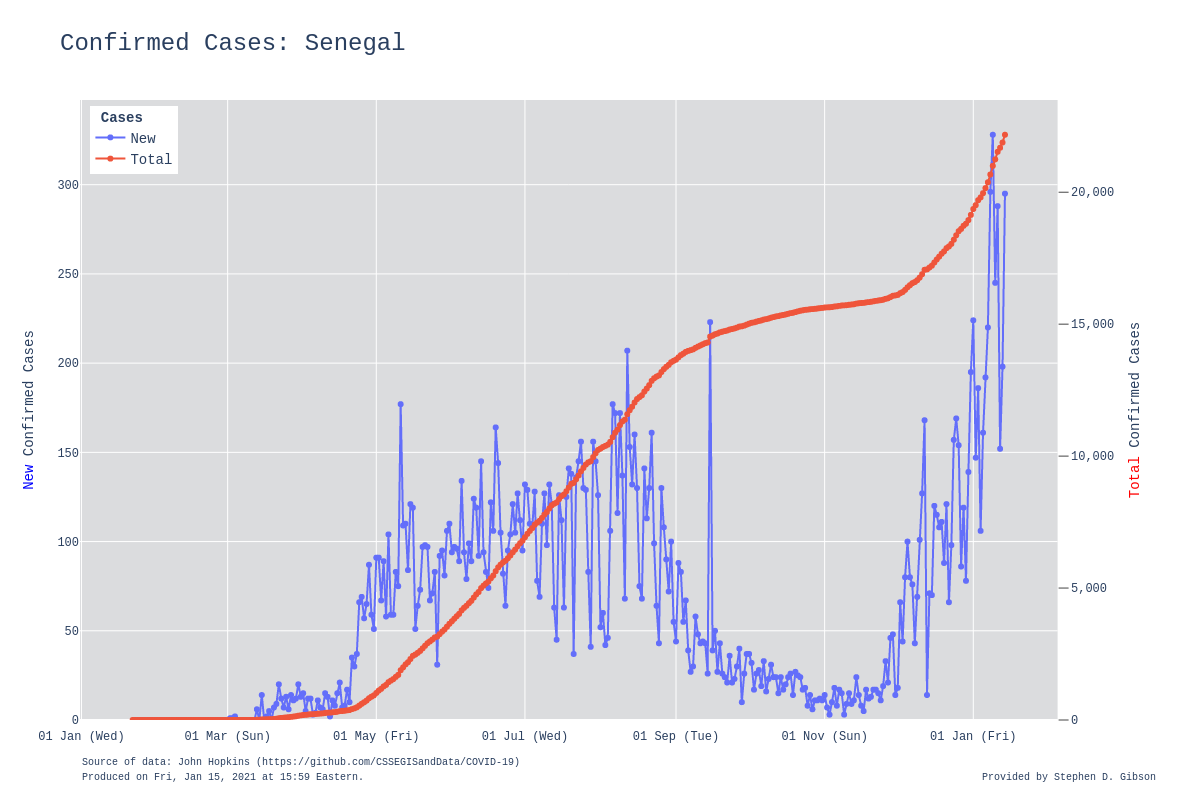 Confirmed Cases: Senegal
Cases
New
Total
300
250
200
150
100
50
0
New Confirmed Cases
20,000
15,000
10,000
5,000
0
Total Confirmed Cases
01 Jan (Wed) 01 Mar (Sun) 01 May (Fri) 01 Jul (Wed) 01 Sep (Tue) 01 Nov (Sun) 01 Jan (Fri)
Source of data: John Hopkins (https://github.com/CSSEGISandData/COVID-19)
Produced on Fri, Jan 15, 2021 at 15:59 Eastern.
Provided by Stephen D. Gibson